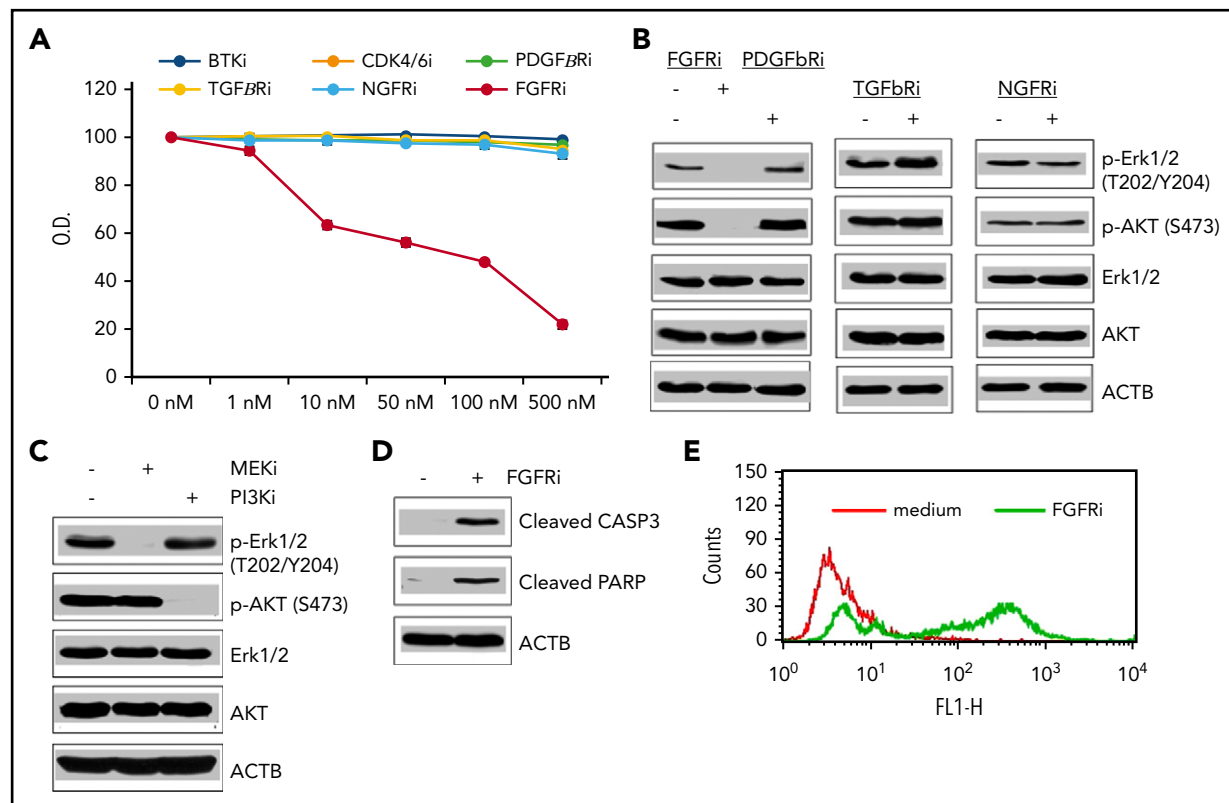 A
BTKi CDK4/6i PDGFBRi
TGFBRi NGFRi FGFRi
120
100
80
60
40
20
0
O.D.
0 nM 1 nM 10 nM 50 nM 100 nM 500 nM
B
FGFRi PDGFbRi
- +
- +
TGFbRi
- +
NGFRi
- +
p-Erk1/2
(T202/Y204)
p-AKT (S473)
Erk1/2
AKT
ACTB
C
- + MEKi
- + PI3Ki
p-Erk1/2
(T202/Y204)
p-AKT (S473)
Erk1/2
AKT
ACTB
D
- + FGFRi
Cleaved CASP3
Cleaved PARP
ACTB
E
150
120
90
60
30
0
Counts
medium FGFRi
10⁰ 10¹ 10² 10³ 10⁴
FL1-H